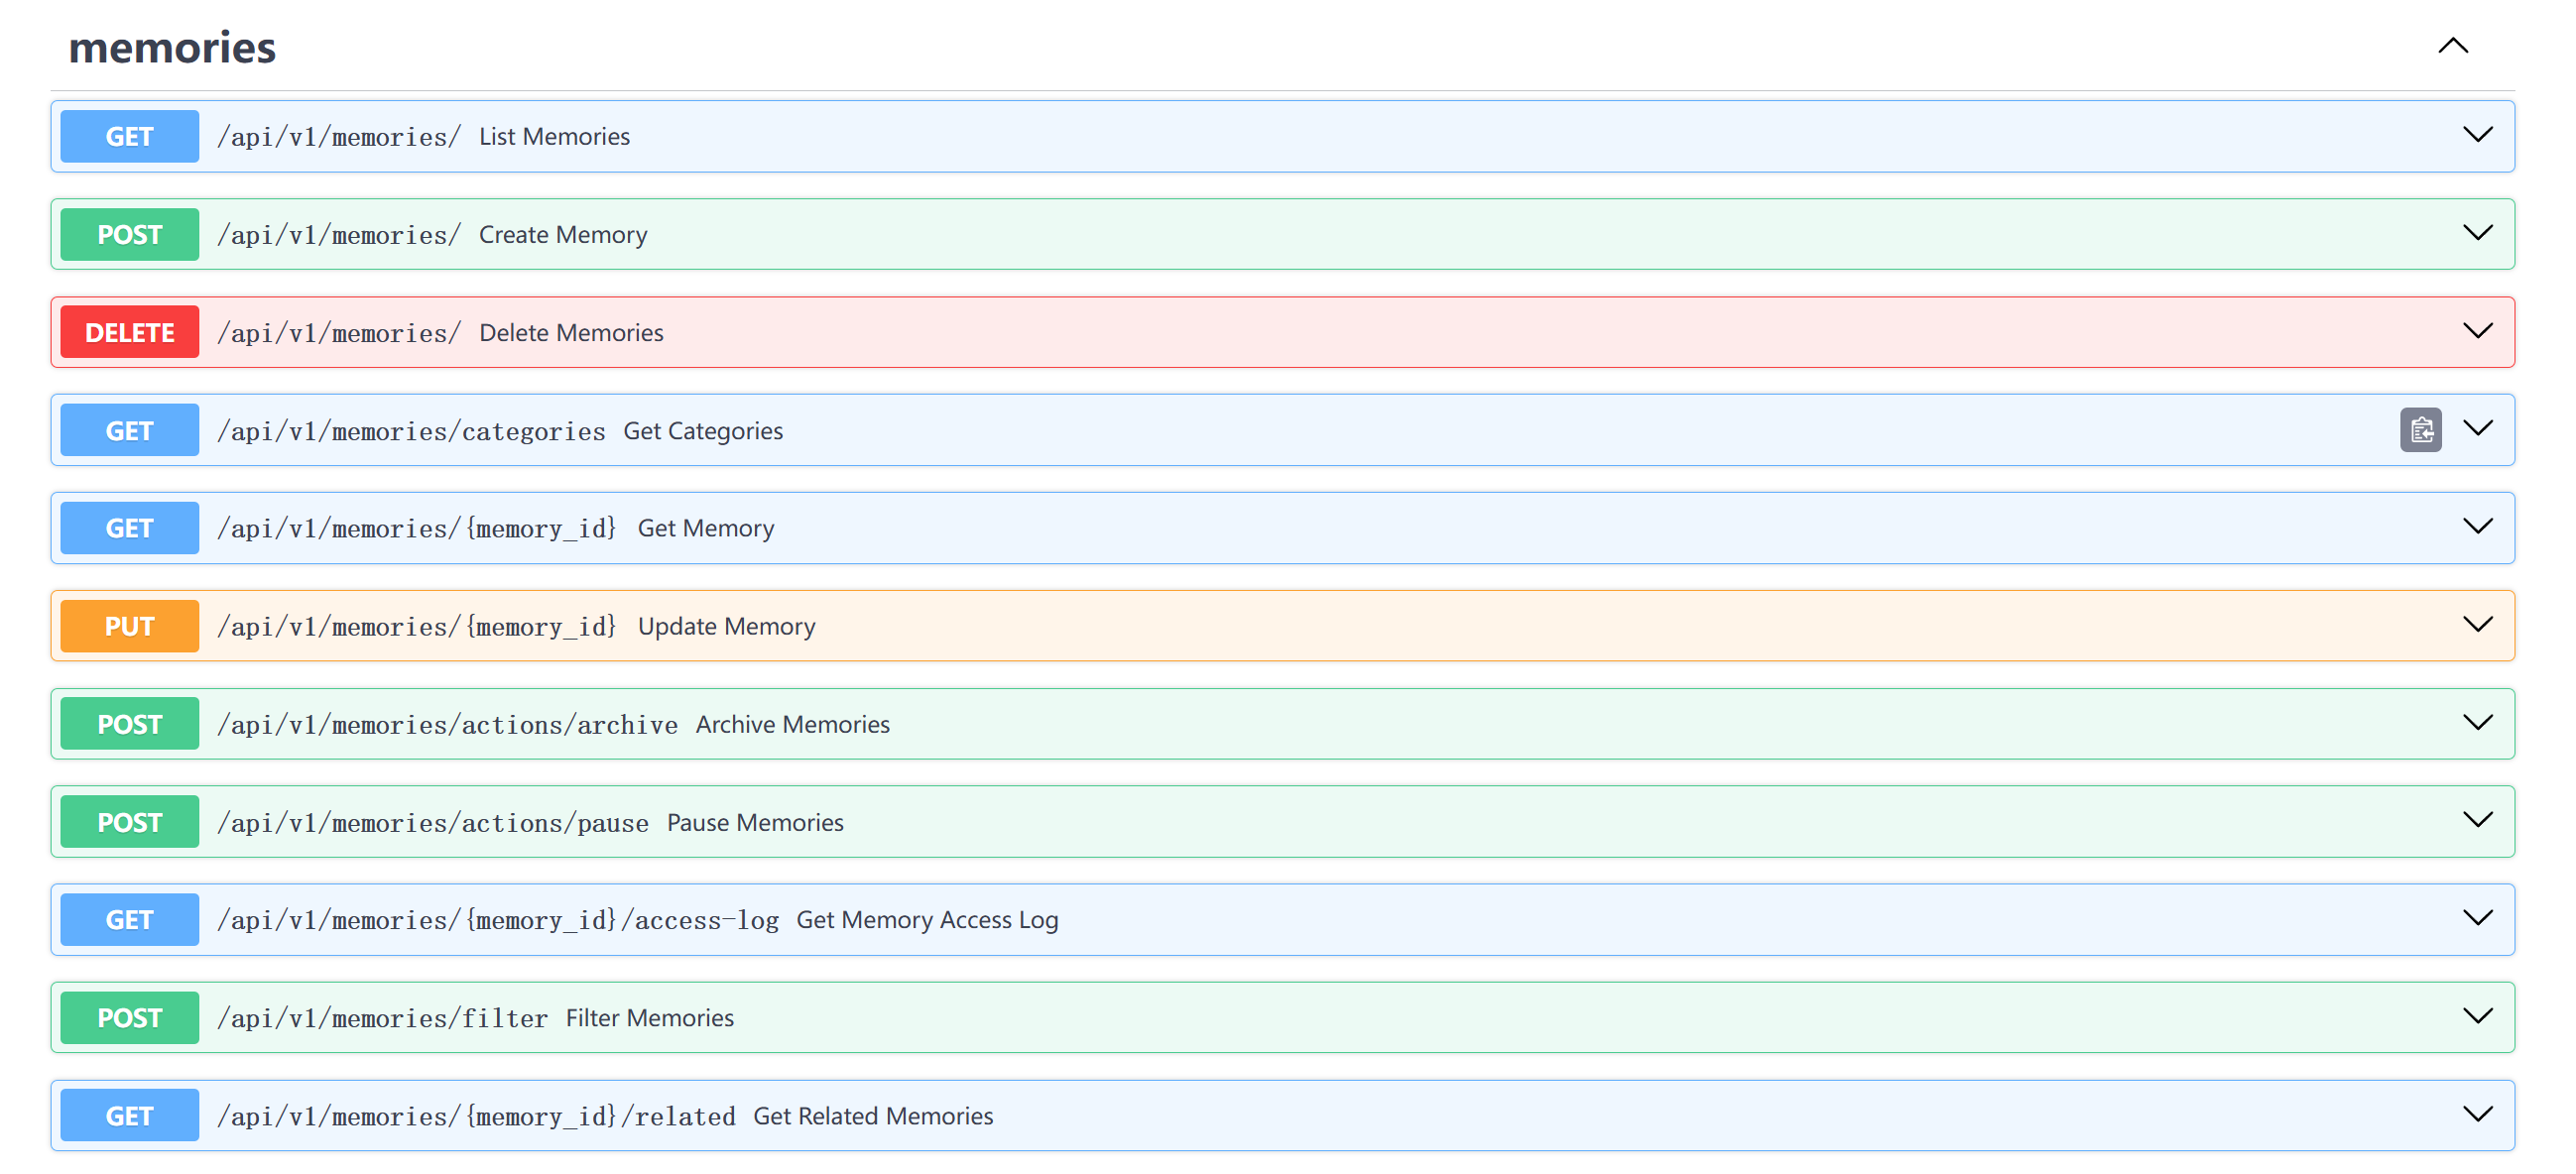 memories
GET /api/v1/memories/ List Memories
POST /api/v1/memories/ Create Memory
DELETE /api/v1/memories/ Delete Memories
GET /api/v1/memories/categories Get Categories
GET /api/v1/memories/{memory_id} Get Memory
PUT /api/v1/memories/{memory_id} Update Memory
POST /api/v1/memories/actions/archive Archive Memories
POST /api/v1/memories/actions/pause Pause Memories
GET /api/v1/memories/{memory_id}/access-log Get Memory Access Log
POST /api/v1/memories/filter Filter Memories
GET /api/v1/memories/{memory_id}/related Get Related Memories